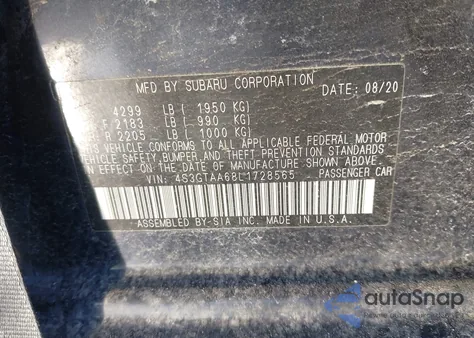 MFD BY SUBARU CORPORATION DATE: 08/20
4299 LB ( 1950 KG)
F 2183 LB ( 990 KG)
R 2205 LB ( 1000 KG)
THIS VEHICLE CONFORMS TO ALL APPLICABLE FEDERAL MOTOR
VEHICLE SAFETY, BUMPER, AND THEFT PREVENTION STANDARDS
IN EFFECT ON THE DATE OF MANUFACTURE SHOWN ABOVE.
VIN: 4S3GTAA68L1728565 PASSENGER CAR
ASSEMBLED BY SIA INC. MADE IN U.S.A.
autoSnap